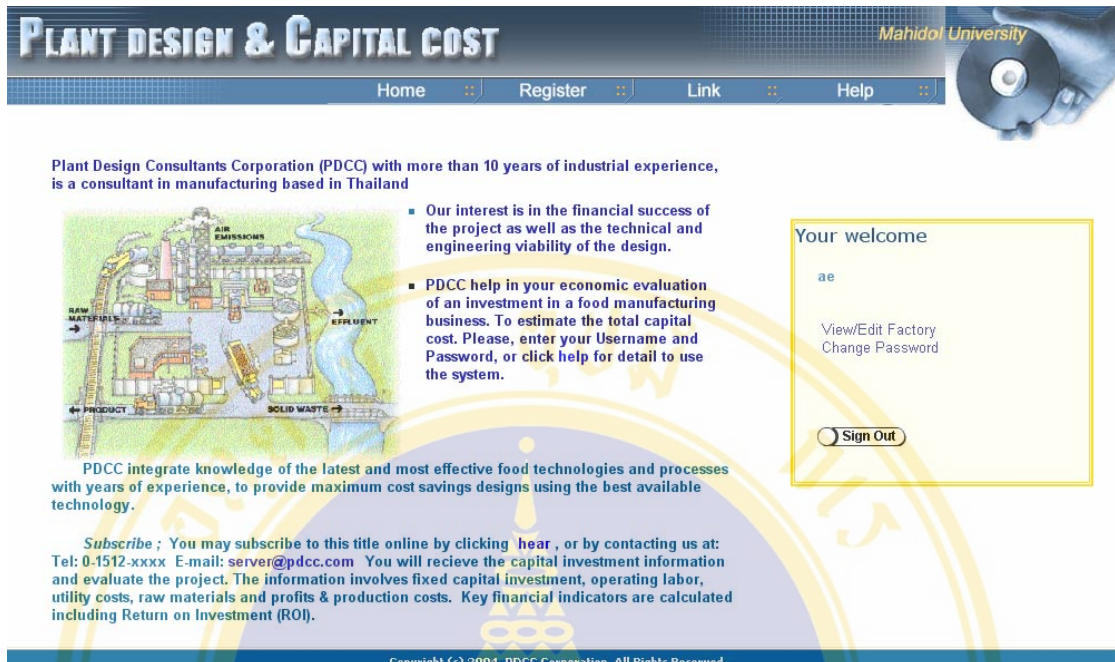 PLANT DESIGN & CAPITAL COST
Mahidol University
Home :: Register :: Link :: Help ::
Plant Design Consultants Corporation (PDCC) with more than 10 years of industrial experience,
is a consultant in manufacturing based in Thailand
AIR
EMISSIONS
RAW
MATERIALS
EFFLUENT
PRODUCT
SOLID WASTE
Our interest is in the financial success of
the project as well as the technical and
engineering viability of the design.
PDCC help in your economic evaluation
of an investment in a food manufacturing
business. To estimate the total capital
cost. Please, enter your Username and
Password, or click help for detail to use
the system.
Your welcome
ae
View/Edit Factory
Change Password
Sign Out
PDCC integrate knowledge of the latest and most effective food technologies and processes
with years of experience, to provide maximum cost savings designs using the best available
technology.
Subscribe ; You may subscribe to this title online by clicking hear , or by contacting us at:
Tel: 0-1512-xxxx E-mail: server@pdcc.com You will recieve the capital investment information
and evaluate the project. The information involves fixed capital investment, operating labor,
utility costs, raw materials and profits & production costs. Key financial indicators are calculated
including Return on Investment (ROI).
Copyright (c) 2004, PDCC Corporation. All Rights Reserved